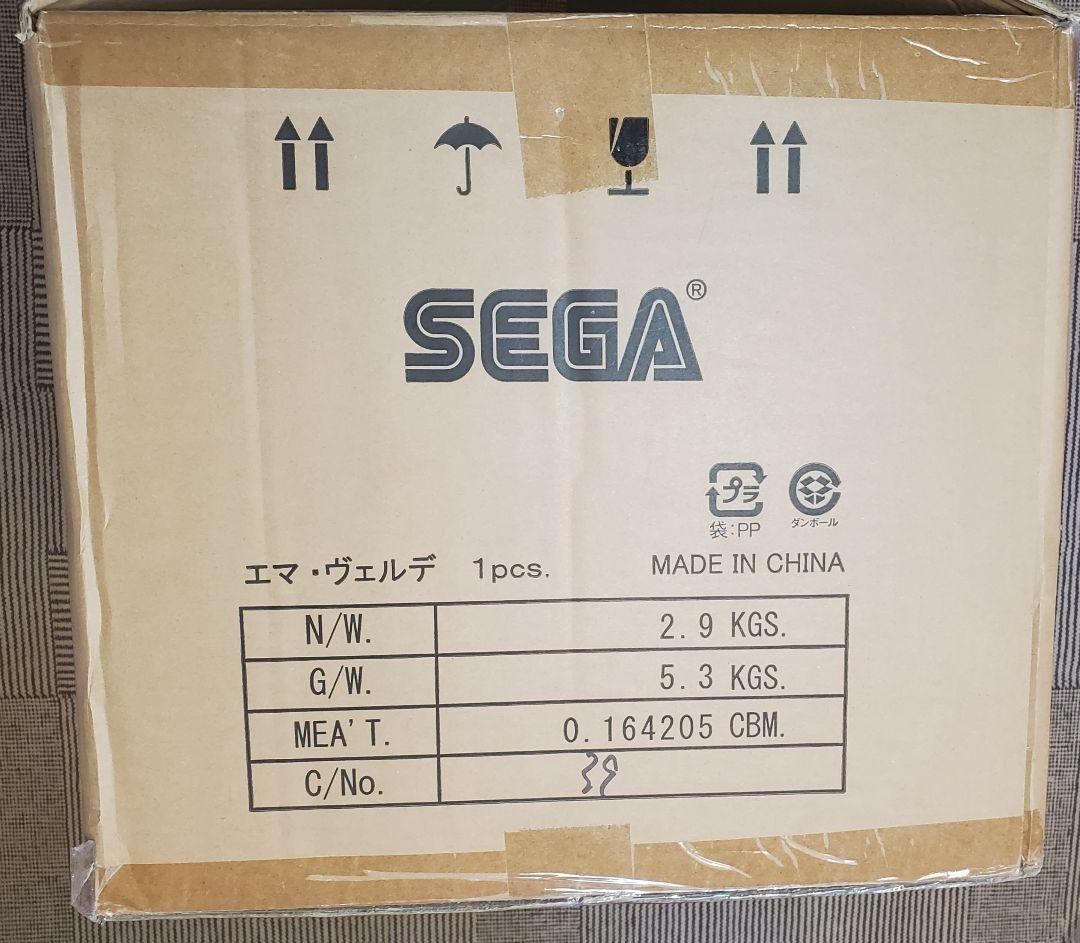 SEGA®
プラ
袋:PP
ダンボール
エマ・ヴェルデ 1pcs. MADE IN CHINA
N/W. 2.9 KGS.
G/W. 5.3 KGS.
MEA'T. 0.164205 CBM.
C/No. 39